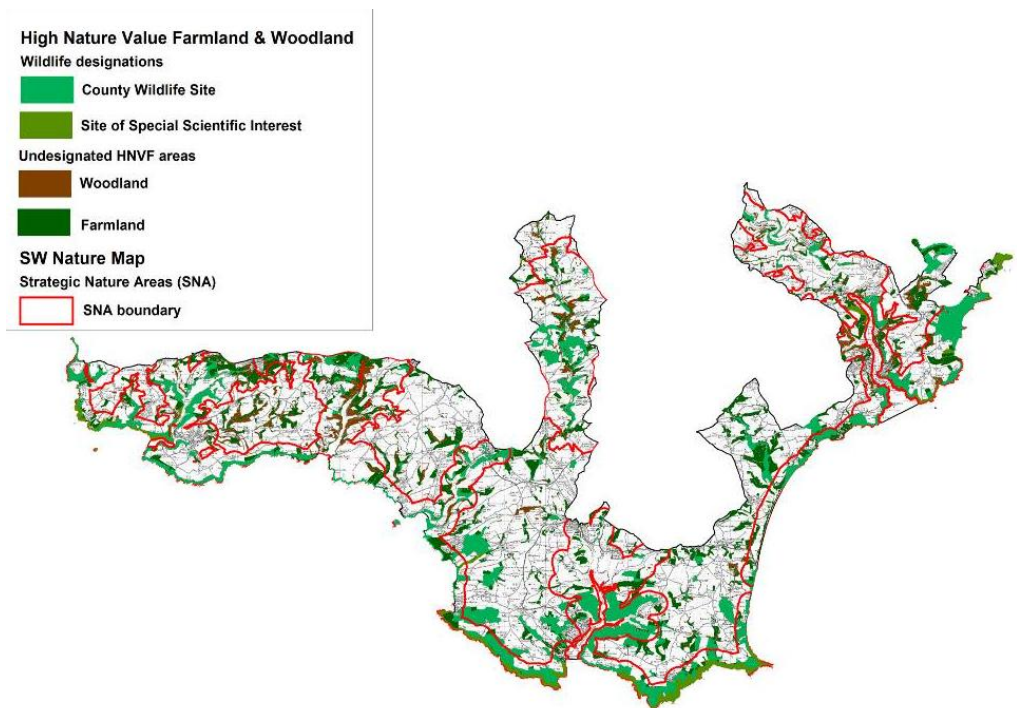 High Nature Value Farmland & Woodland
Wildlife designations
County Wildlife Site
Site of Special Scientific Interest
Undesignated HNVF areas
Woodland
Farmland
SW Nature Map
Strategic Nature Areas (SNA)
SNA boundary